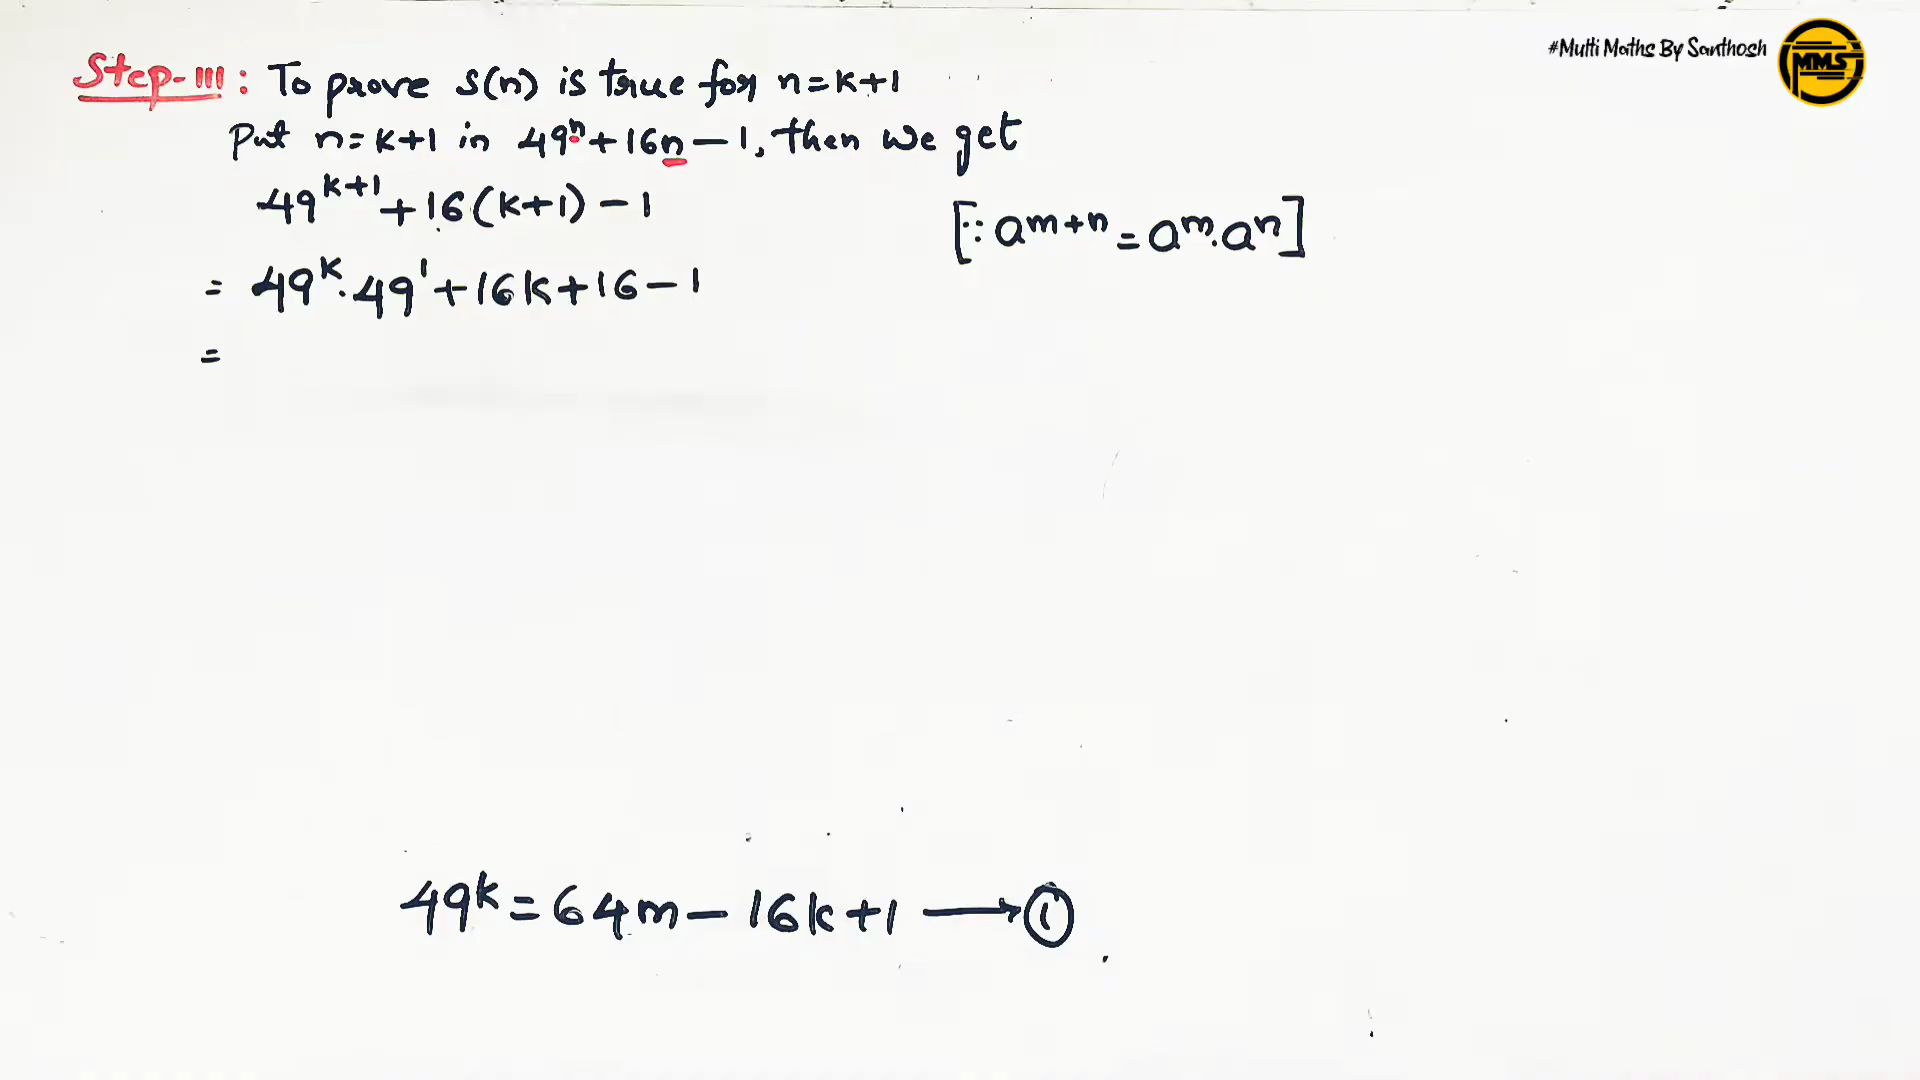 #Multi Maths By Santhosh
MMS
Step-III : To prove S(n) is true for n=k+1
Put n=k+1 in 49ⁿ+16n-1, then we get
49^{k+1}+16(k+1)-1
[∵ a^{m+n}=a^m.a^n]
= 49^k.49^1+16k+16-1
=
49^k=64m-16k+1 ⟶①